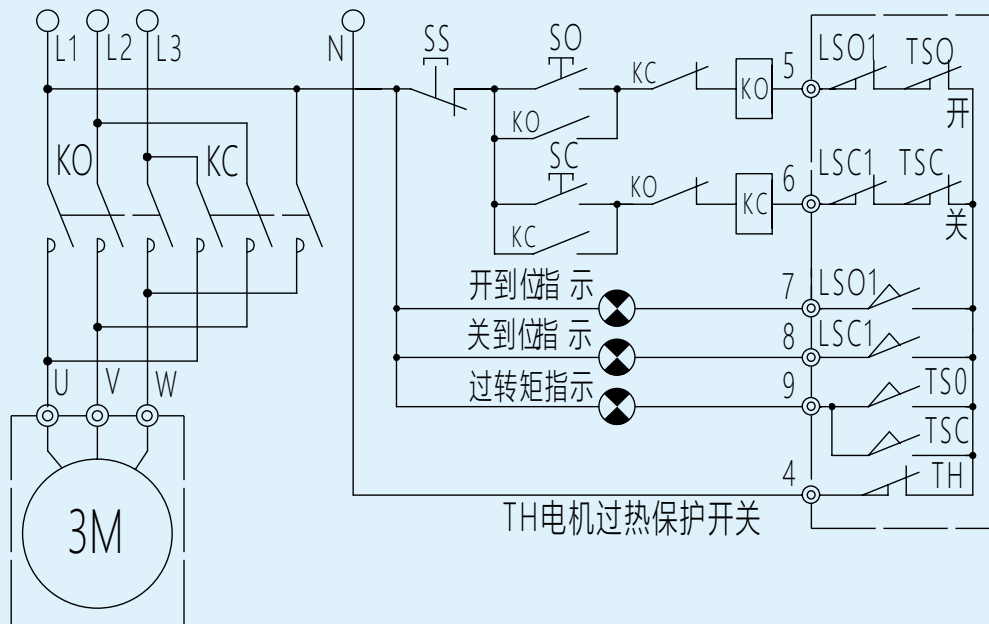 L1 L2 L3 N SS SO KC KO 5 LSO1 TSO
开
KO KC KO SC KO KC 6 LSC1 TSC
关
KC
开到位指示 7 LSO1
关到位指示 8 LSC1
过转矩指示 9 TSO
U V W
TSC
4 TH
TH电机过热保护开关
3M